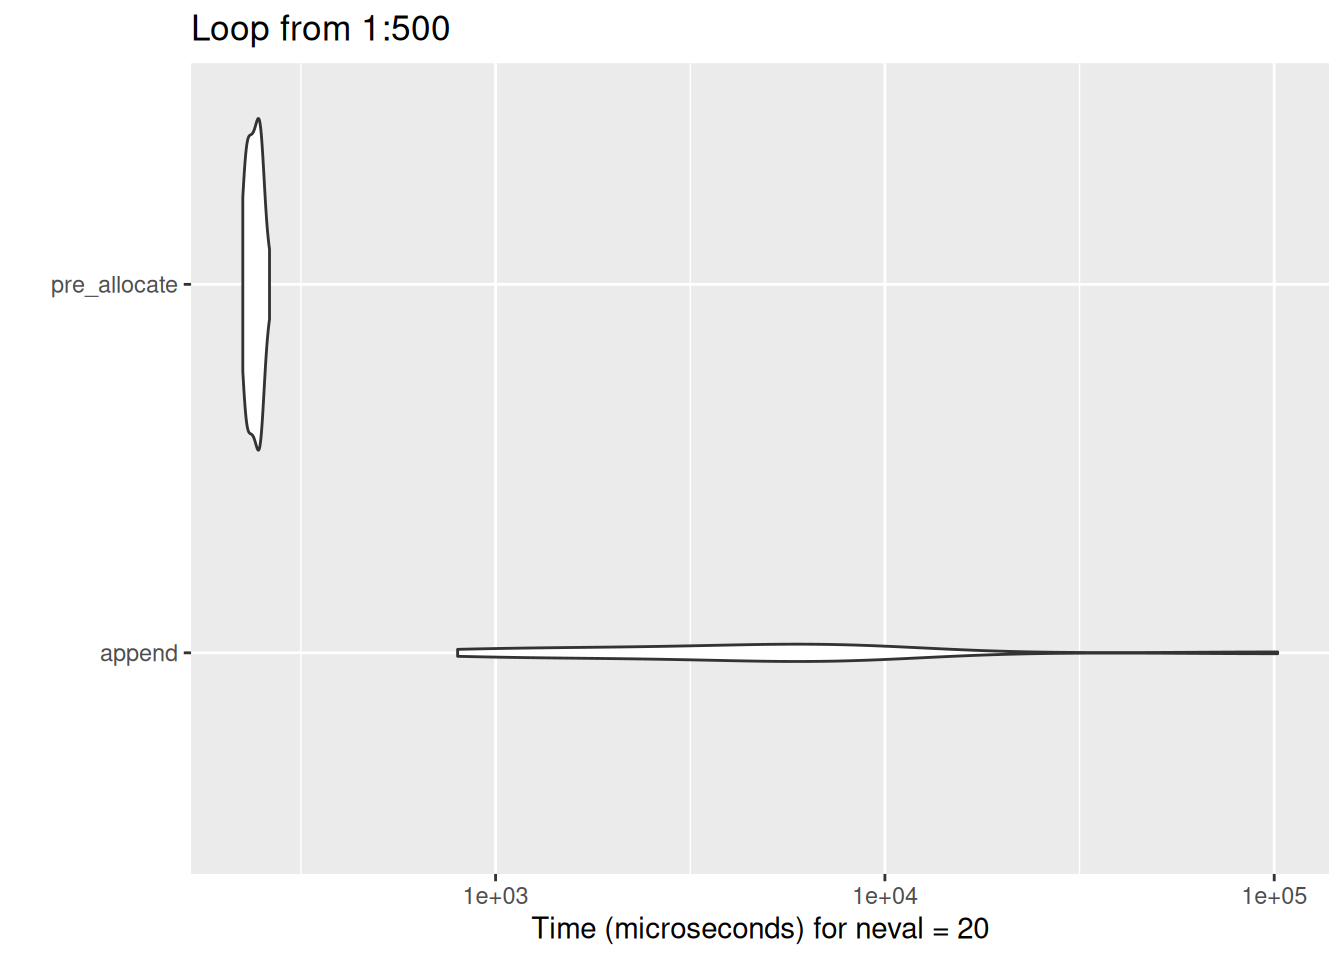 Loop from 1:500
pre_allocate
append
1e+03 1e+04 1e+05
Time (microseconds) for neval = 20